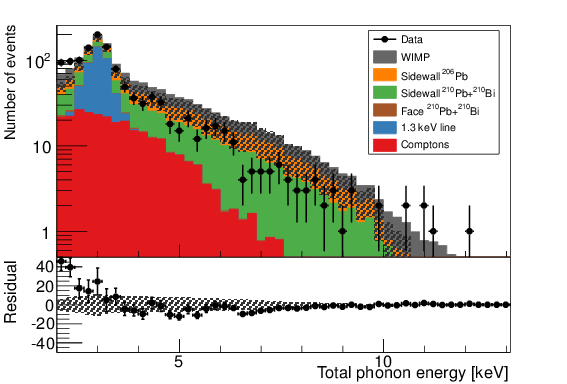 Number of events
10²
10
1
Data
WIMP
Sidewall ²⁰⁶Pb
Sidewall ²¹⁰Pb+²¹⁰Bi
Face ²¹⁰Pb+²¹⁰Bi
1.3 keV line
Comptons
Residual
40
20
0
-20
-40
5
10
Total phonon energy [keV]